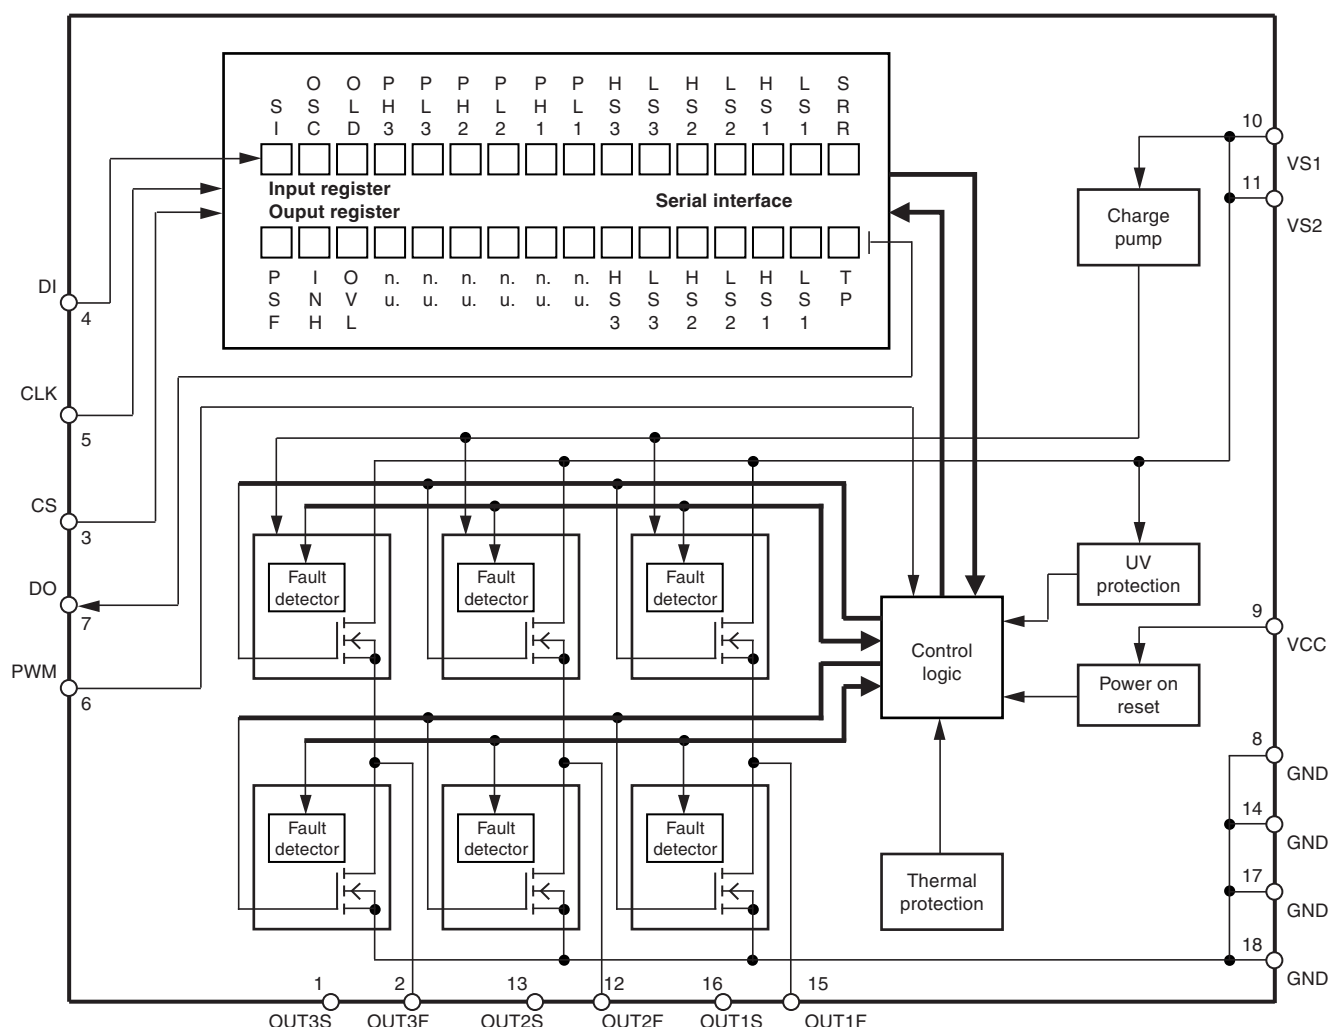 O O P P P P P P H L H L H L S
S S L H L H L H L S S S S S S R
I C D 3 3 2 2 1 1 3 3 2 2 1 1 R
Input register
Ouput register
Serial interface
P I O n. n. n. n. n. n. H L H L H L T
S N V u. u. u. u. u. u. S S S S S S P
F H L 3 3 2 2 1 1
10
VS1
11
VS2
Charge
pump
DI
4
CLK
5
CS
3
DO
7
PWM
6
Fault
detector
Fault
detector
Fault
detector
UV
protection
Control
logic
9
VCC
Power on
reset
8
GND
14
GND
17
GND
18
GND
Fault
detector
Fault
detector
Fault
detector
Thermal
protection
1
2
13
12
16
15
OUT3S
OUT3F
OUT2S
OUT2F
OUT1S
OUT1F